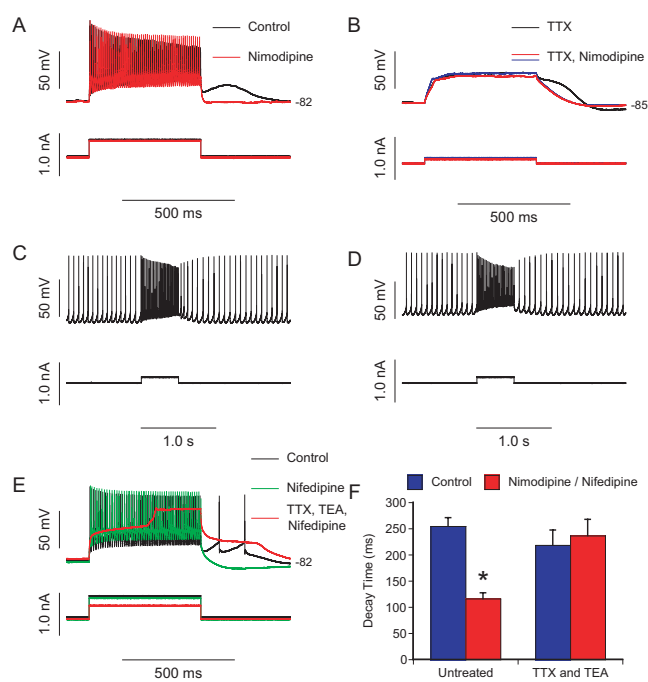 A
Control
Nimodipine
50 mV
-82
1.0 nA
500 ms
B
TTX
TTX, Nimodipine
50 mV
-85
1.0 nA
500 ms
C
50 mV
1.0 nA
1.0 s
D
50 mV
1.0 nA
1.0 s
E
Control
Nifedipine
TTX, TEA,
Nifedipine
50 mV
-82
1.0 nA
500 ms
F
Control
Nimodipine / Nifedipine
Decay Time (ms)
300
250
200
150
100
50
0
*
Untreated
TTX and TEA